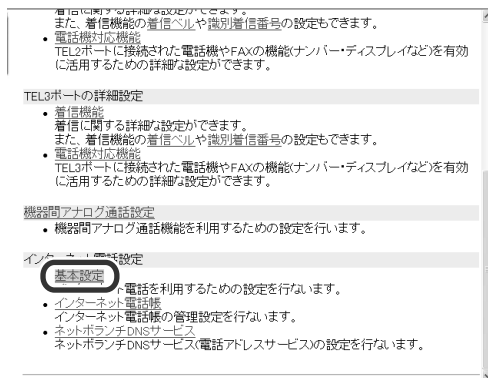 着信に関する詳細な設定ができます。
また、着信機能の着信ベルや識別着信番号の設定もできます。
• 電話機対応機能
TEL2ポートに接続された電話機やFAXの機能(ナンバー・ディスプレイなど)を有効
に活用するための詳細な設定ができます。
TEL3ポートの詳細設定
• 着信機能
着信に関する詳細な設定ができます。
また、着信機能の着信ベルや識別着信番号の設定もできます。
• 電話機対応機能
TEL3ポートに接続された電話機やFAXの機能(ナンバー・ディスプレイなど)を有効
に活用するための詳細な設定ができます。
機器間アナログ通話設定
• 機器間アナログ通話機能を利用するための設定を行います。
インターネット電話設定
基本設定
ト電話を利用するための設定を行ないます。
• インターネット電話帳
インターネット電話帳の管理設定を行ないます。
• ネットボランチDNSサービス
ネットボランチDNSサービス(電話アドレスサービス)の設定を行ないます。